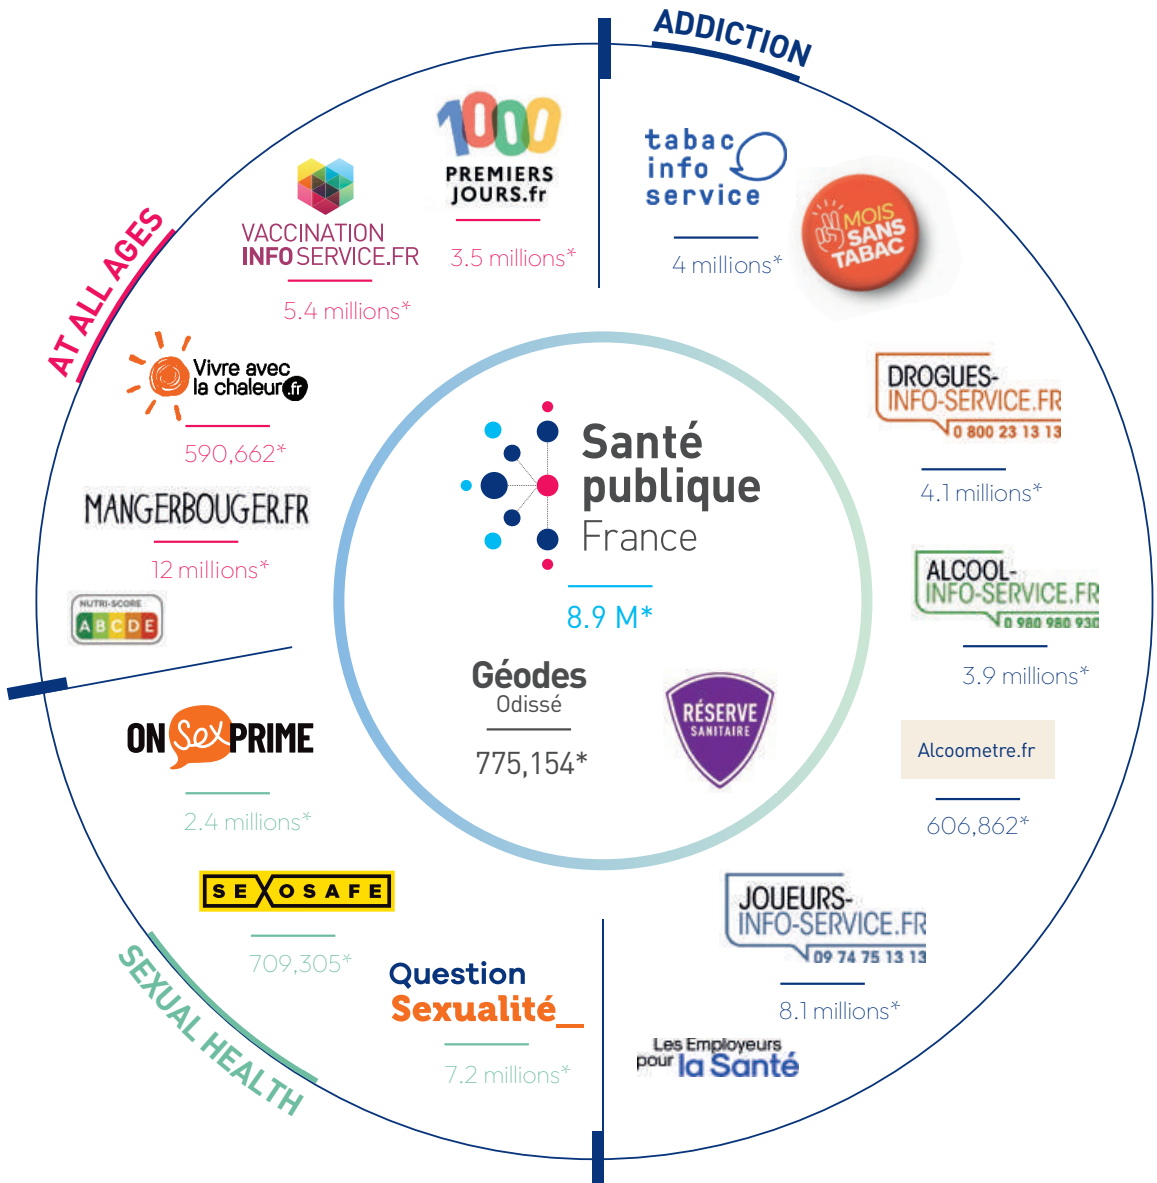 ADDICTION
1000
PREMIERS
JOURS.fr
3.5 millions*
tabac
info
service
4 millions*
MOIS
SANS
TABAC
VACCINATION
INFO SERVICE.FR
5.4 millions*
AT ALL AGES
Vivre avec
la chaleur.fr
590,662*
MANGERBOUGER.FR
12 millions*
NUTRI-SCORE
A B C D E
DROGUES-
INFO-SERVICE.FR
0 800 23 13 13
4.1 millions*
ALCOOL-
INFO-SERVICE.FR
0 980 980 930
3.9 millions*
Alcoometre.fr
606,862*
JOUEURS-
INFO-SERVICE.FR
09 74 75 13 13
8.1 millions*
Les Employeurs
pour la Santé
Santé
publique
France
8.9 M*
Géodes
Odissé
775,154*
RÉSERVE
SANITAIRE
ON Sex PRIME
2.4 millions*
SEXOSAFE
709,305*
Question
Sexualité_
7.2 millions*
SEXUAL HEALTH